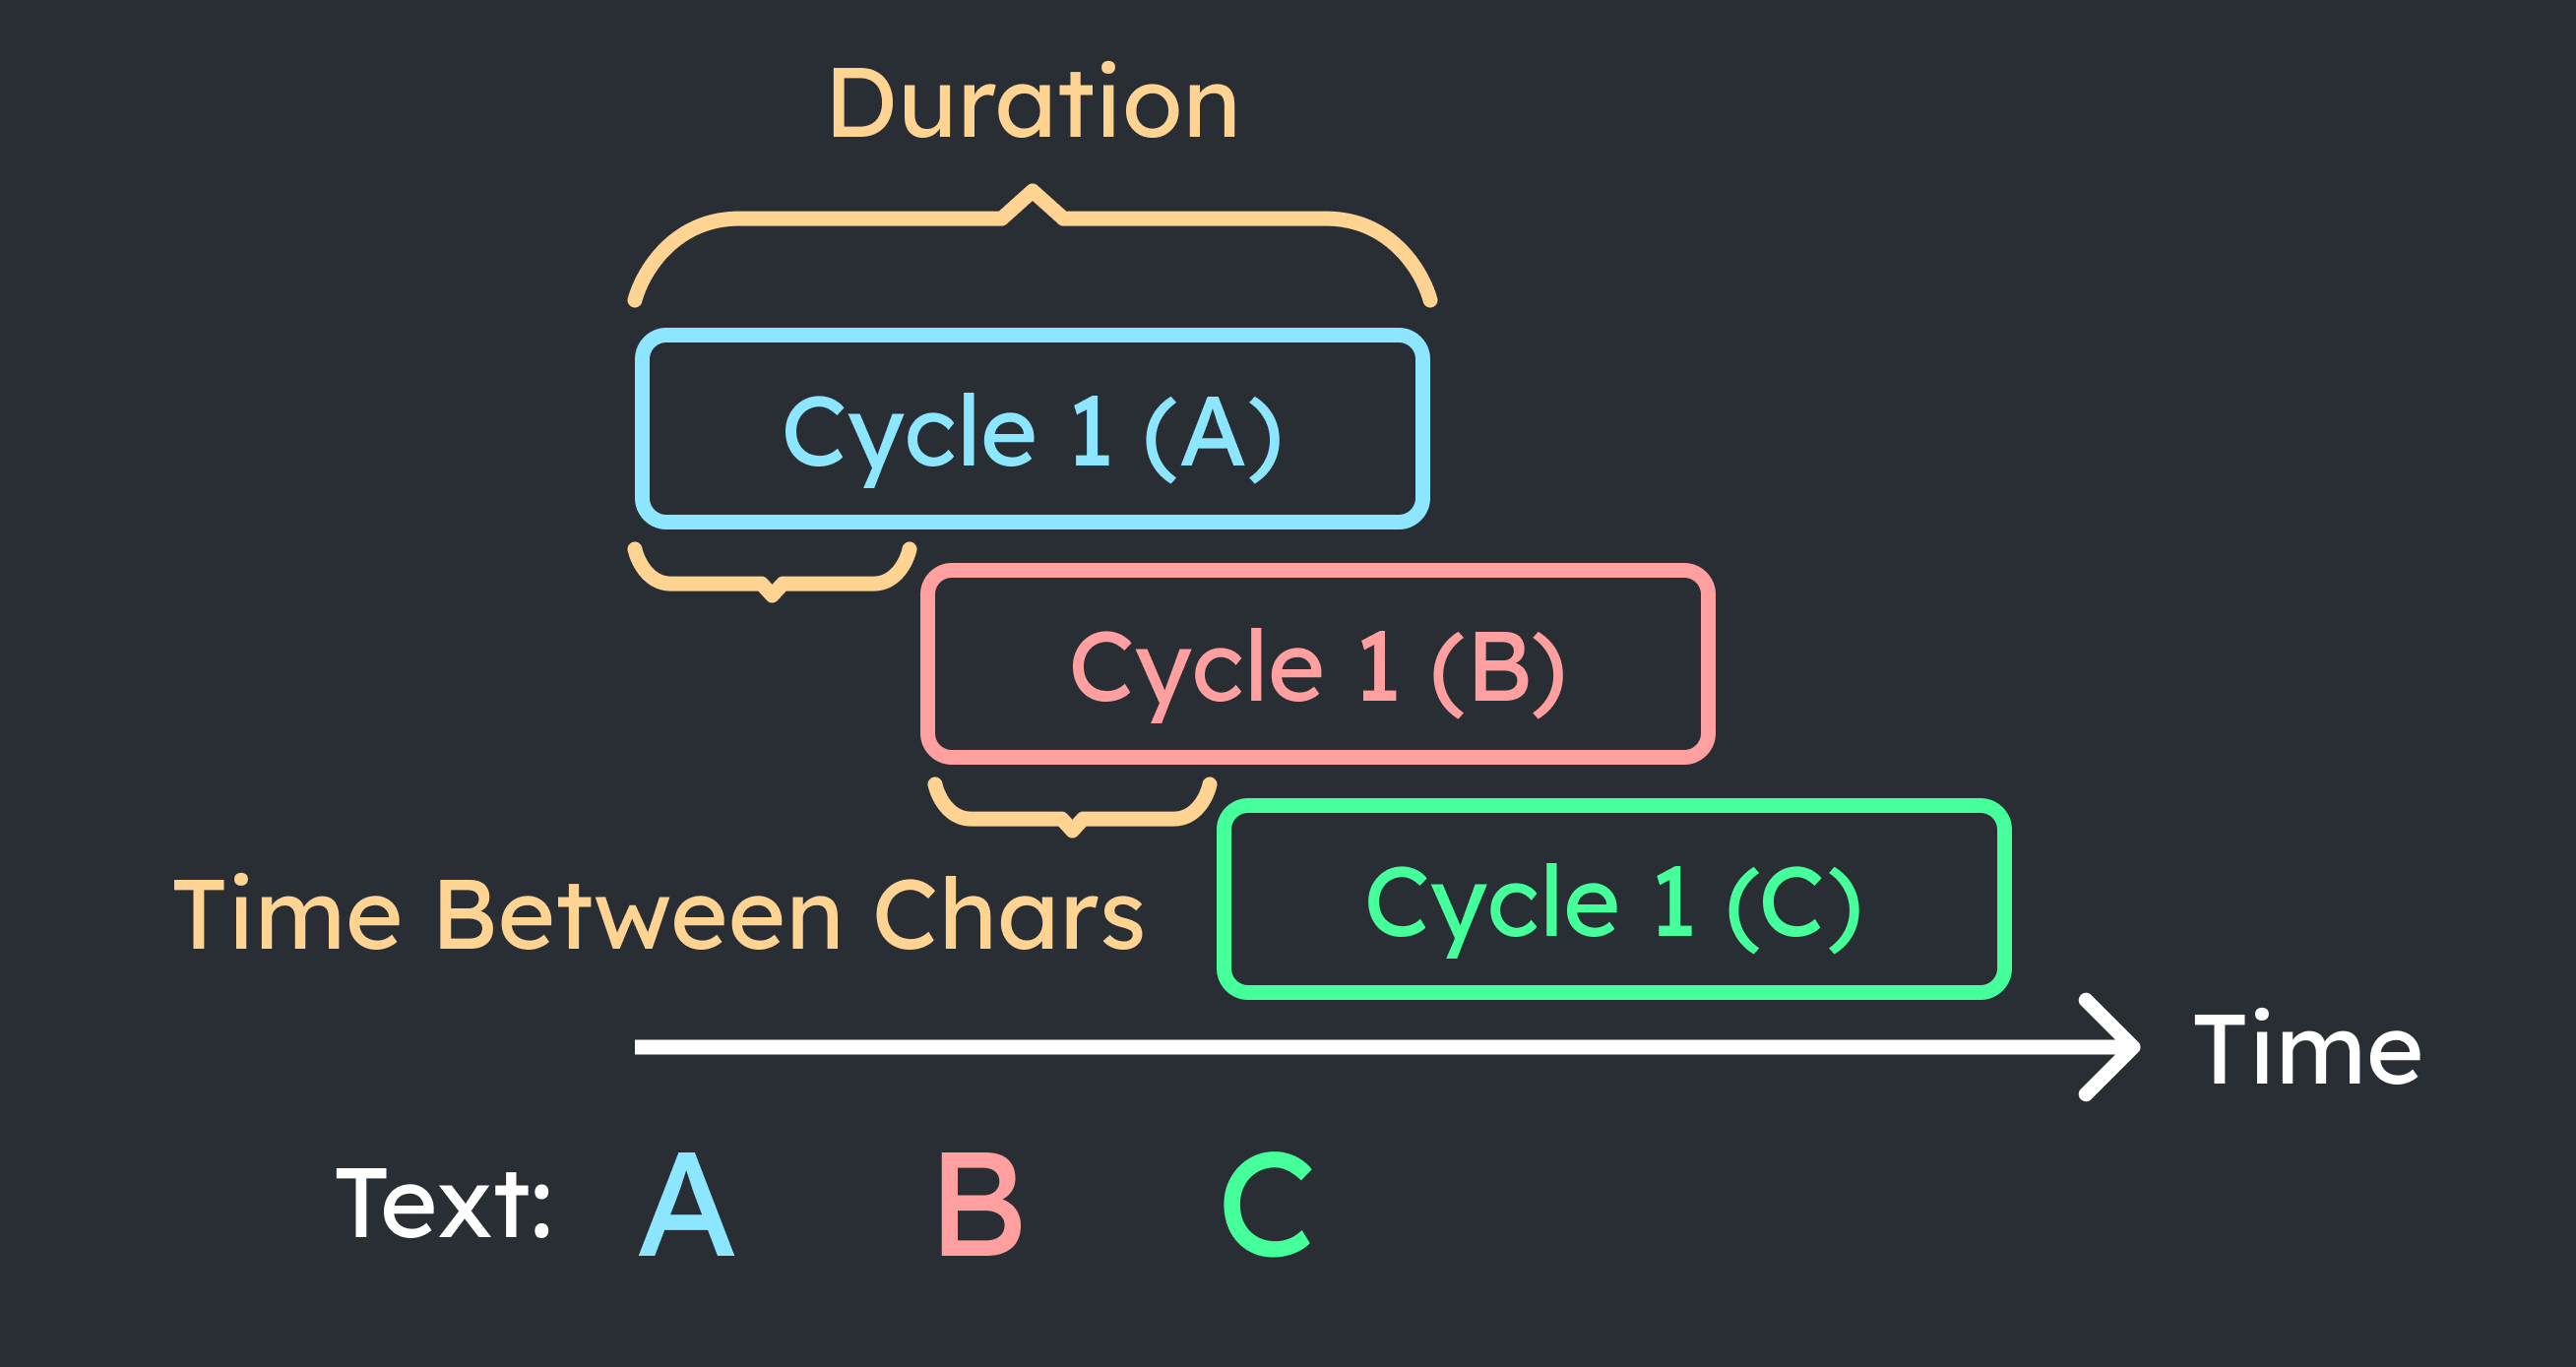 Duration
Cycle 1 (A)
Cycle 1 (B)
Cycle 1 (C)
Time Between Chars
Time
Text: A B C